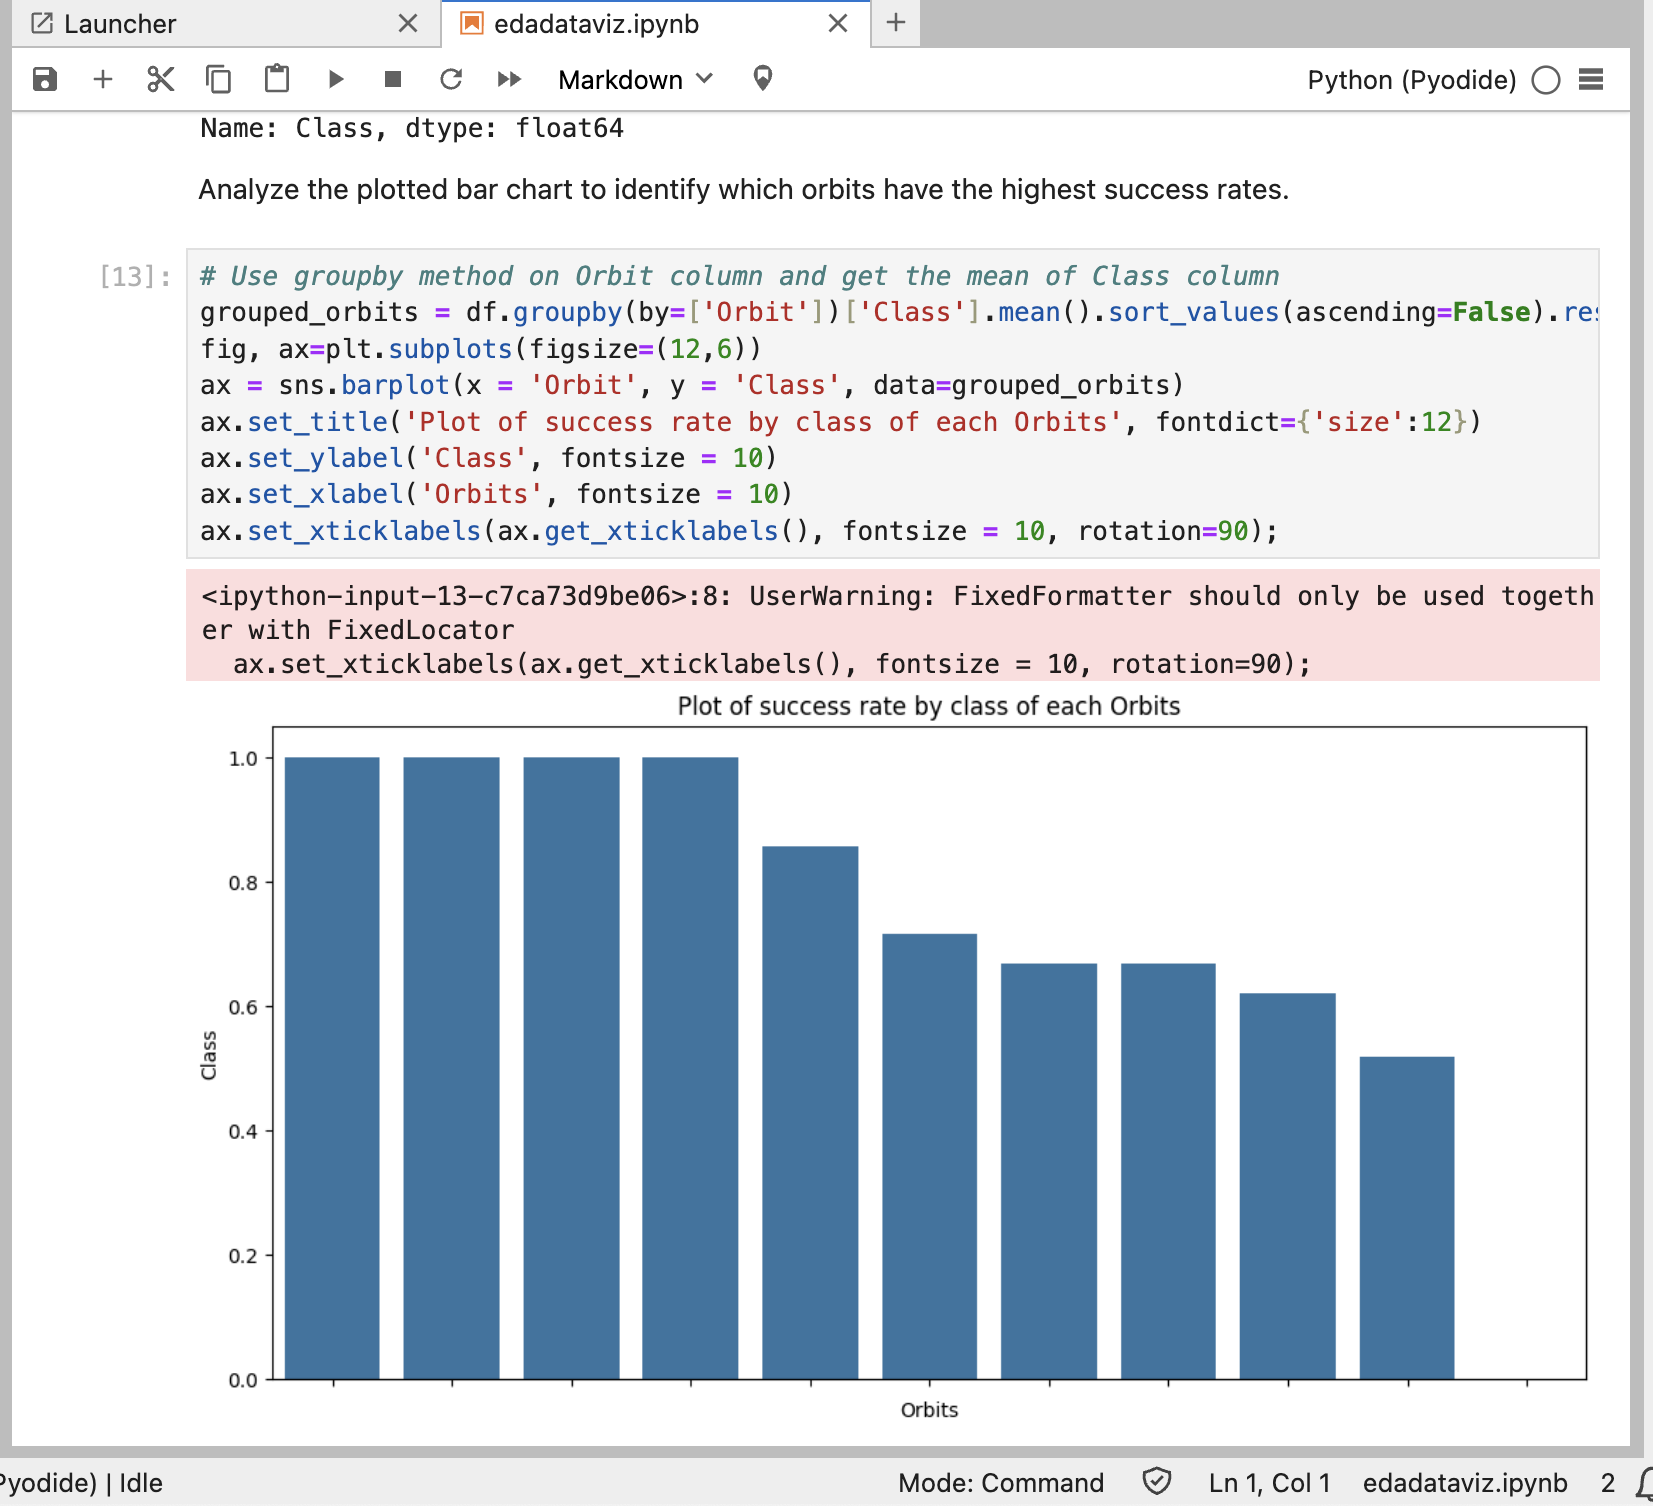 Launcher
edadataviz.ipynb
Markdown
Python (Pyodide)
Name: Class, dtype: float64
Analyze the plotted bar chart to identify which orbits have the highest success rates.
[13]:
# Use groupby method on Orbit column and get the mean of Class column
grouped_orbits = df.groupby(by=['Orbit'])['Class'].mean().sort_values(ascending=False).res
fig, ax=plt.subplots(figsize=(12,6))
ax = sns.barplot(x = 'Orbit', y = 'Class', data=grouped_orbits)
ax.set_title('Plot of success rate by class of each Orbits', fontdict={'size':12})
ax.set_ylabel('Class', fontsize = 10)
ax.set_xlabel('Orbits', fontsize = 10)
ax.set_xticklabels(ax.get_xticklabels(), fontsize = 10, rotation=90);
<ipython-input-13-c7ca73d9be06>:8: UserWarning: FixedFormatter should only be used togeth
er with FixedLocator
  ax.set_xticklabels(ax.get_xticklabels(), fontsize = 10, rotation=90);
Plot of success rate by class of each Orbits
1.0
0.8
0.6
Class
0.4
0.2
0.0
Orbits
Pyodide) | Idle
Mode: Command
Ln 1, Col 1
edadataviz.ipynb
2